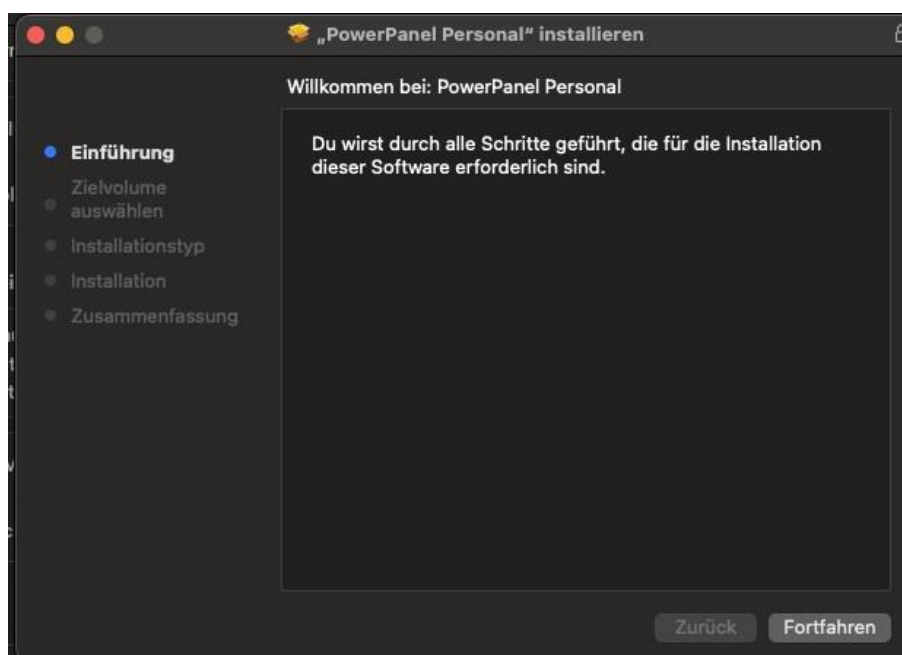 „PowerPanel Personal“ installieren
Willkommen bei: PowerPanel Personal
Einführung
Zielvolume
auswählen
Installationstyp
Installation
Zusammenfassung
Du wirst durch alle Schritte geführt, die für die Installation
dieser Software erforderlich sind.
Zurück
Fortfahren